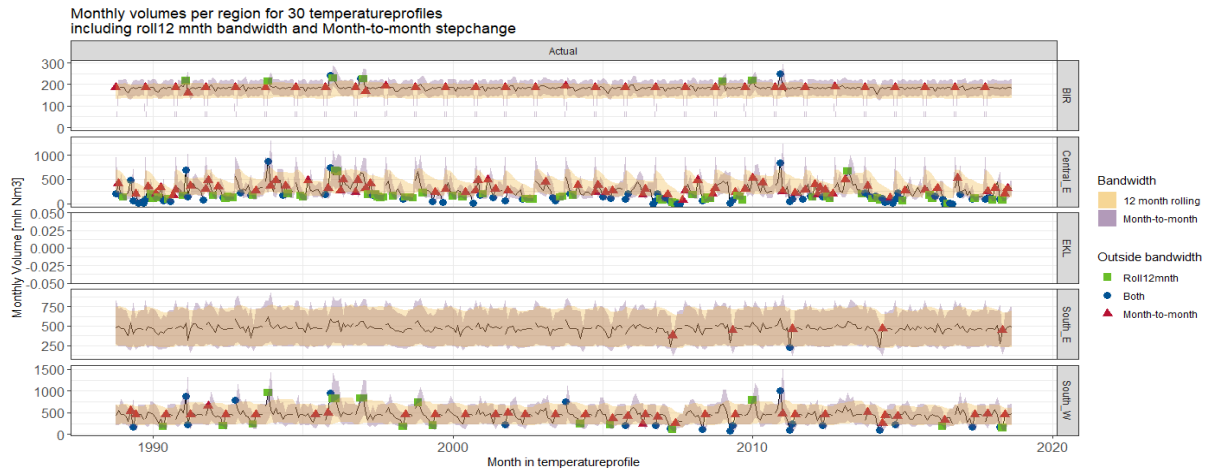 Monthly volumes per region for 30 temperatureprofiles
including roll12 mnth bandwidth and Month-to-month stepchange
Actual
Monthly Volume [mln Nm3]
300
200
100
0
BIR
1000
500
0
Central_E
0.050
0.025
0.000
-0.025
-0.050
EKL
750
500
250
South_E
1500
1000
500
0
South_W
1990
2000
2010
2020
Month in temperatureprofile
Bandwidth
12 month rolling
Month-to-month
Outside bandwidth
Roll12mnth
Both
Month-to-month